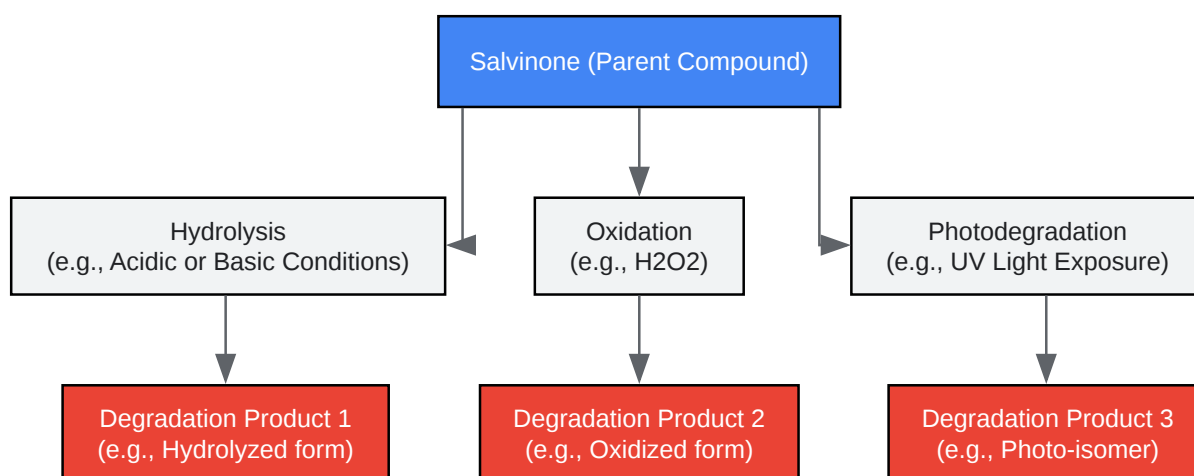 Salvinone (Parent Compound)
Hydrolysis
(e.g., Acidic or Basic Conditions)
Oxidation
(e.g., H2O2)
Photodegradation
(e.g., UV Light Exposure)
Degradation Product 1
(e.g., Hydrolyzed form)
Degradation Product 2
(e.g., Oxidized form)
Degradation Product 3
(e.g., Photo-isomer)